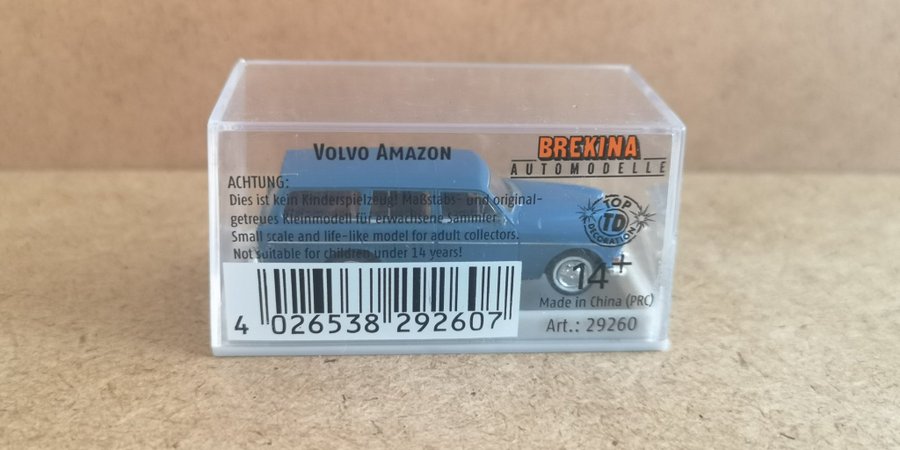 VOLVO AMAZON
BREKINA
AUTOMODELLE
ACHTUNG:
Dies ist kein Kinderspielzeug! Maßstabs- und original-
getreues Kleinmodell für erwachsene Sammler.
Small scale and life-like model for adult collectors.
Not suitable for children under 14 years!
TOP
TD
DECORATION
14+
Made in China (PRC)
Art.: 29260
4 026538 292607